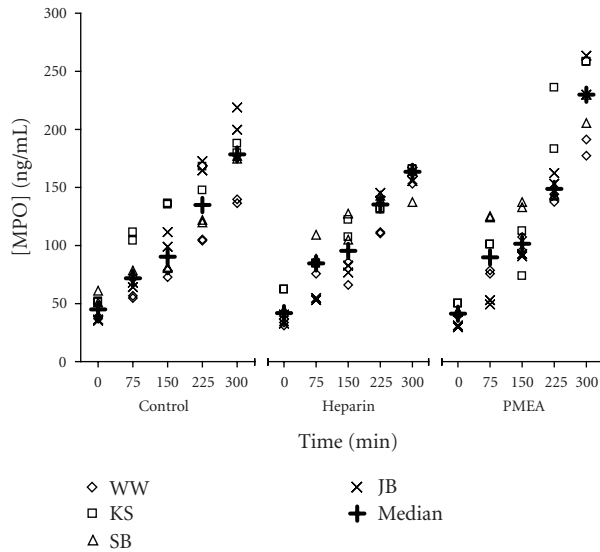 300
250
200
150
100
50
0
[MPO] (ng/mL)
0 75 150 225 300 0 75 150 225 300 0 75 150 225 300
Control Heparin PMEA
Time (min)
WW JB
KS Median
SB